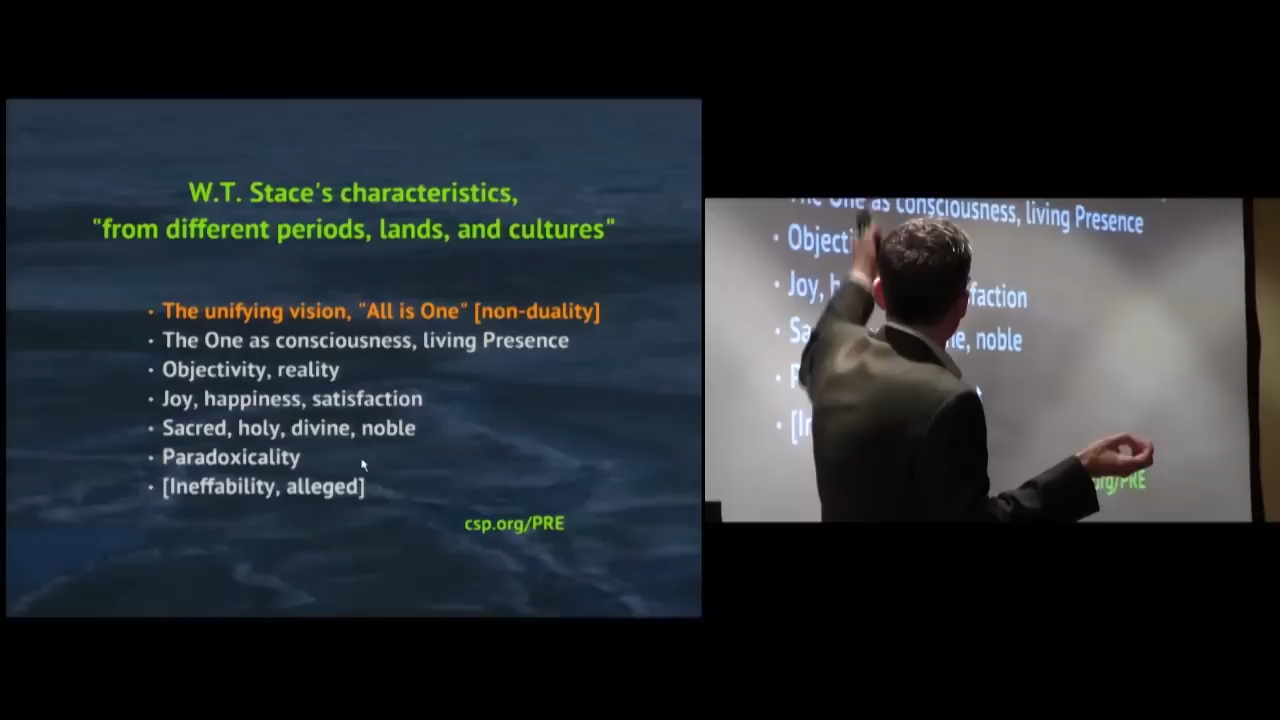 W.T. Stace's characteristics,
"from different periods, lands, and cultures"
· The unifying vision, "All is One" [non-duality]
· The One as consciousness, living Presence
· Objectivity, reality
· Joy, happiness, satisfaction
· Sacred, holy, divine, noble
· Paradoxicality
· [Ineffability, alleged]
csp.org/PRE
The One as consciousness, living Presence
· Objecti
· Joy, h faction
· Sa ne, noble
· P
· [In
org/PRE